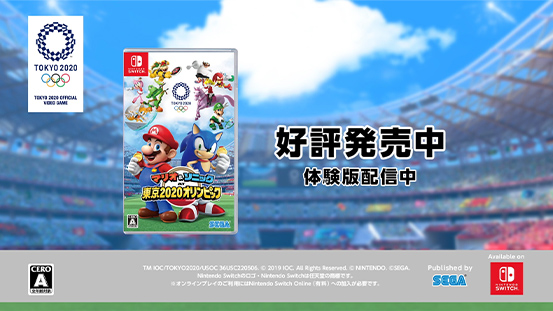 TOKYO 2020
TOKYO 2020 OFFICIAL
VIDEO GAME
NINTENDO
SWITCH
TOKYO 2020
マリオ&ソニック
AT
東京2020オリンピック
A
SEGA
好評発売中
体験版配信中
CERO
A
全年齢対象
TM IOC/TOKYO2020/USOC 36USC220506. © 2019 IOC. All Rights Reserved. © NINTENDO. ©SEGA.
Nintendo Switchのロゴ・Nintendo Switchは任天堂の商標です。
※オンラインプレイのご利用にはNintendo Switch Online(有料)への加入が必要です。
Published by
SEGA
Available on
NINTENDO
SWITCH